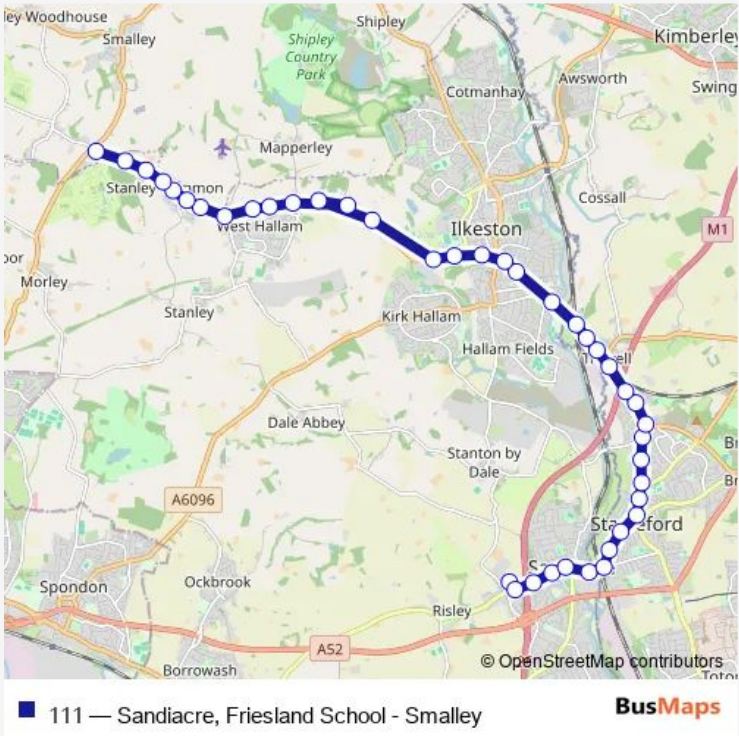 ley Woodhouse
Shipley
Smalley
Kimberley
Shipley
Country
Park
Awsworth
Swing
Cotmanhay
Mapperley
Stanley
mon
Cossall
West Hallam
Ilkeston
M1
oor
Morley
Stanley
Kirk Hallam
Hallam Fields
ell
Dale Abbey
Br
Stanton by
Dale
Br
A6096
eford
Spondon
Ockbrook
Risley
A52
Borrowash
© OpenStreetMap contributors
Toto
111 — Sandiacre, Friesland School - Smalley
BusMaps